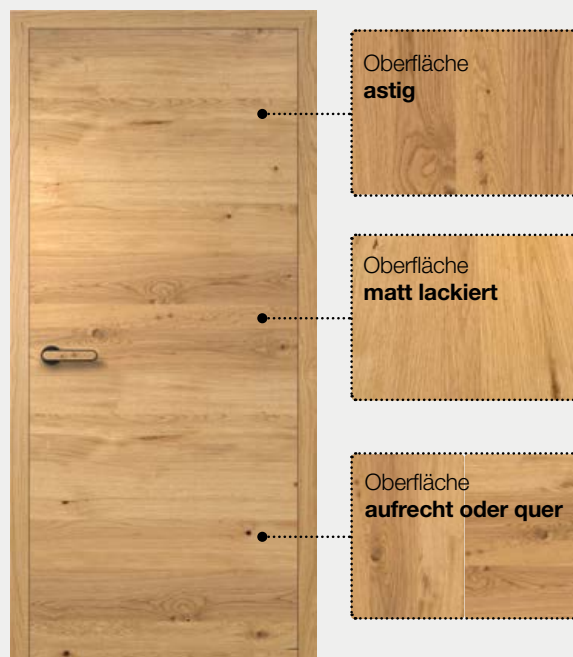 Oberfläche
astig
Oberfläche
matt lackiert
Oberfläche
aufrecht oder quer